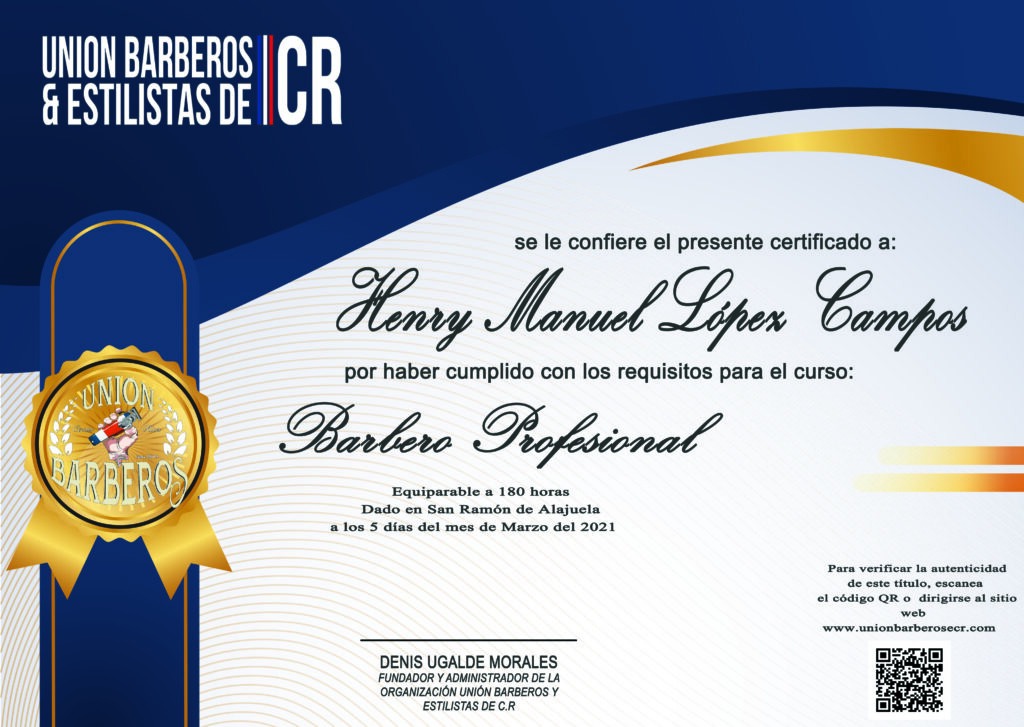 UNION BARBEROS
& ESTILISTAS DE CR
se le confiere el presente certificado a:
Henry Manuel López Campos
por haber cumplido con los requisitos para el curso:
Barbero Profesional
UNION
BARBEROS
Equiparable a 180 horas
Dado en San Ramón de Alajuela
a los 5 días del mes de Marzo del 2021
Para verificar la autenticidad
de este título, escanea
el código QR o dirigirse al sitio
web
www.unionbarberosecr.com
DENIS UGALDE MORALES
FUNDADOR Y ADMINISTRADOR DE LA
ORGANIZACIÓN UNIÓN BARBEROS Y
ESTILISTAS DE C.R